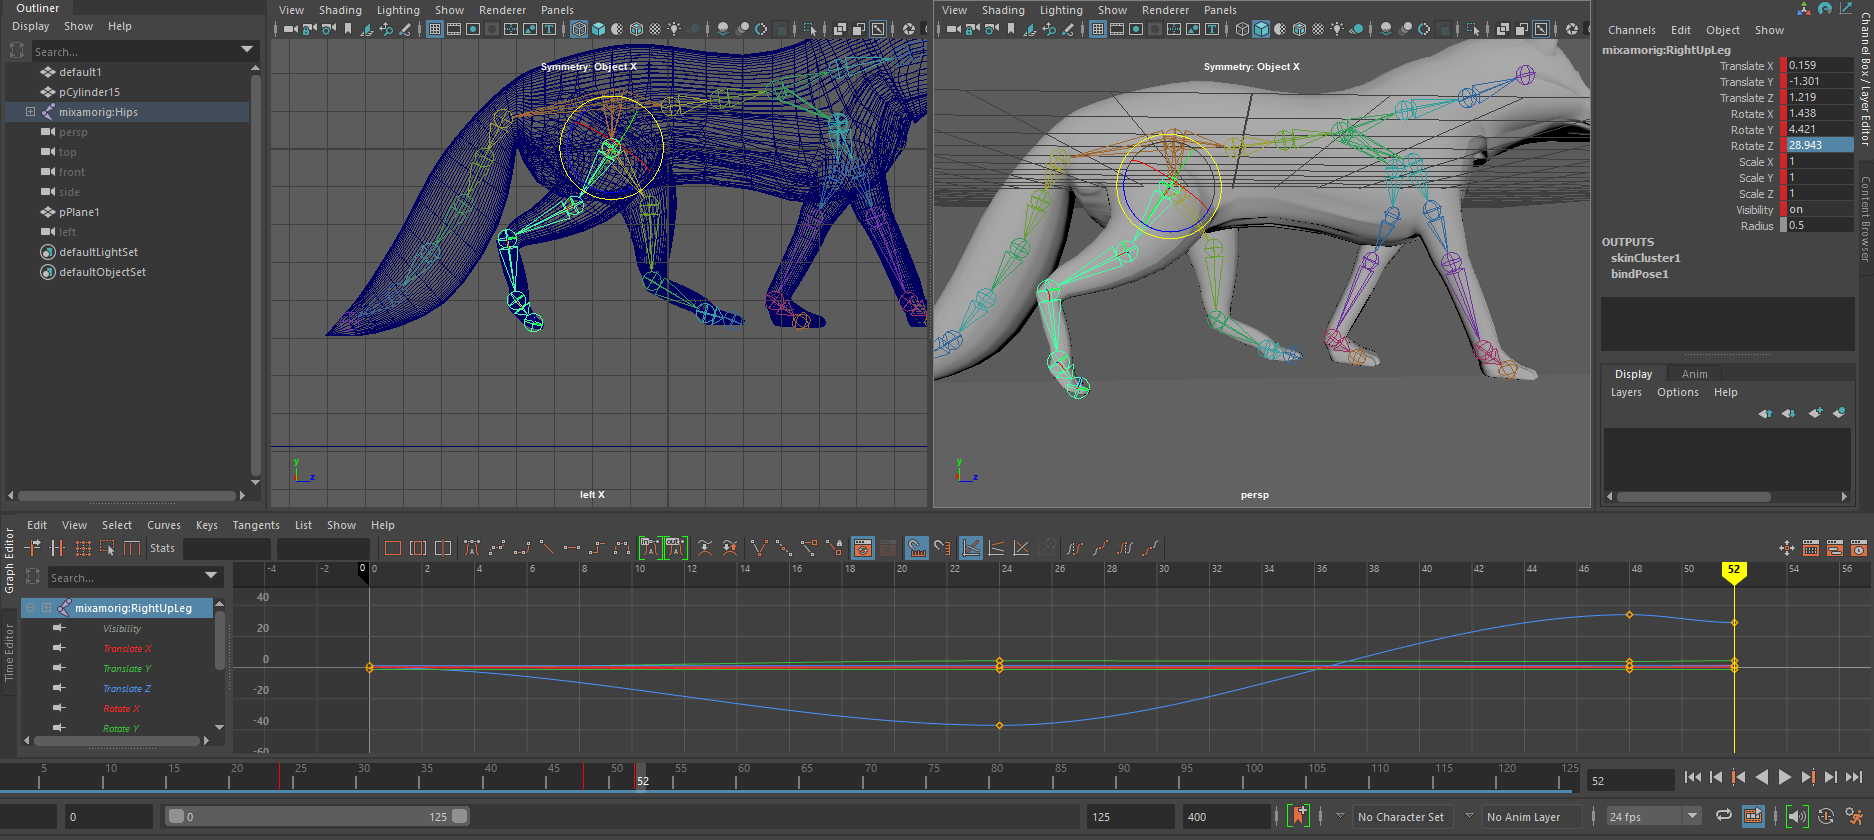 Outliner
Display Show Help
Search...
default1
pCylinder15
mixamorig:Hips
persp
top
front
side
pPlane1
left
defaultLightSet
defaultObjectSet
View Shading Lighting Show Renderer Panels
Symmetry: Object X
y
z
left X
View Shading Lighting Show Renderer Panels
Symmetry: Object X
y
z
persp
Channels Edit Object Show
mixamorig:RightUpLeg
Translate X 0.159
Translate Y -1.301
Translate Z 1.219
Rotate X 1.438
Rotate Y 4.421
Rotate Z 28.943
Scale X 1
Scale Y 1
Scale Z 1
Visibility on
Radius 0.5
OUTPUTS
skinCluster1
bindPose1
Display Anim
Layers Options Help
Channel Box / Layer Editor
Content Browser
Graph Editor
Time Editor
Edit View Select Curves Keys Tangents List Show Help
Stats
Search...
mixamorig:RightUpLeg
Visibility
Translate X
Translate Y
Translate Z
Rotate X
Rotate Y
-4 -2 0 0 2 4 6 8 10 12 14 16 18 20 22 24 26 28 30 32 34 36 38 40 42 44 46 48 50 52 54 56
40
20
0
-20
-40
-60
5 10 15 20 25 30 35 40 45 50 52 55 60 65 70 75 80 85 90 95 100 105 110 115 120 125
52
0 0 125 125 400 No Character Set No Anim Layer 24 fps